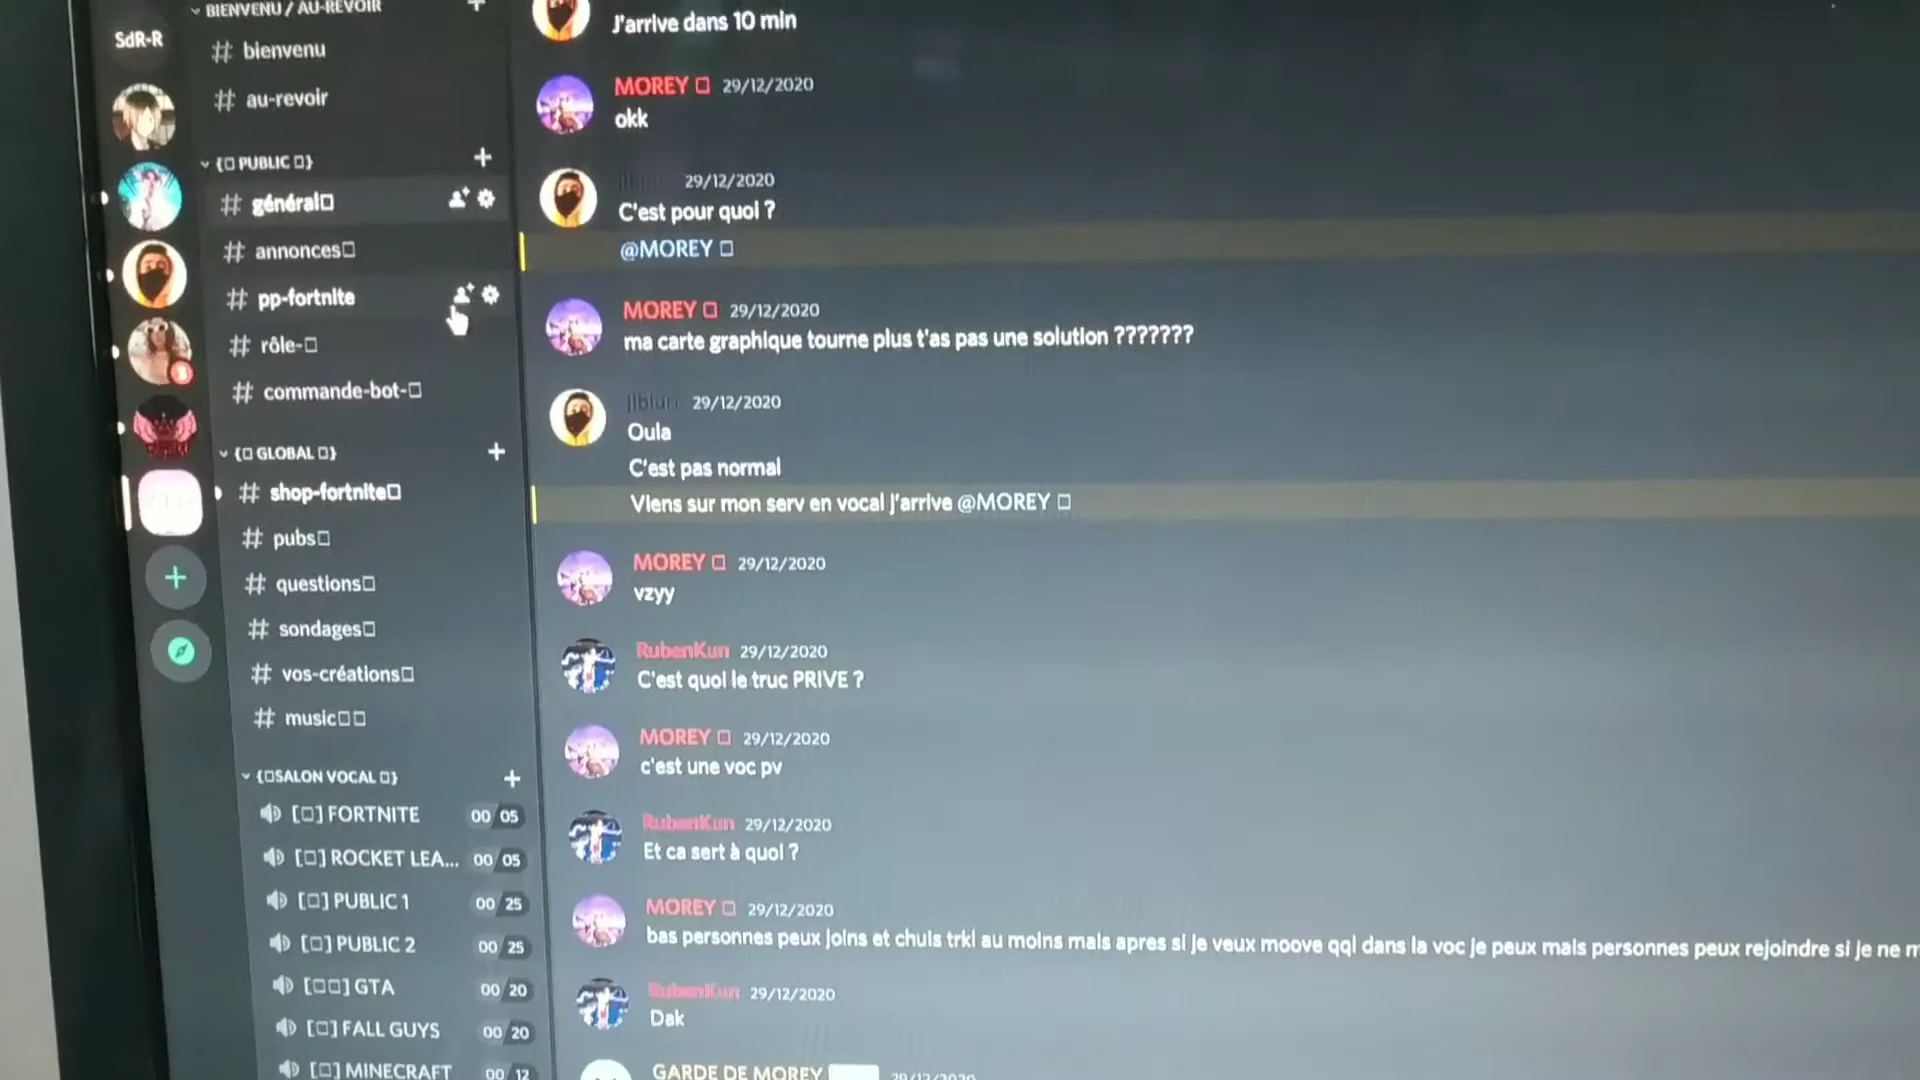 SdR-R
BIENVENU / AU-REVOIR
# bienvenu
# au-revoir
{□ PUBLIC □}
# général□
# annonces□
# pp-fortnite
# rôle-□
# commande-bot-□
{□ GLOBAL □}
# shop-fortnite□
# pubs□
# questions□
# sondages□
# vos-créations□
# music□□
{□SALON VOCAL □}
[□] FORTNITE 00 05
[□] ROCKET LEA... 00 05
[□] PUBLIC 1 00 25
[□] PUBLIC 2 00 25
[□□] GTA 00 20
[□] FALL GUYS 00 20
[□] MINECRAFT 00 12
J'arrive dans 10 min
MOREY □ 29/12/2020
okk
29/12/2020
C'est pour quoi ?
@MOREY □
MOREY □ 29/12/2020
ma carte graphique tourne plus t'as pas une solution ???????
29/12/2020
Oula
C'est pas normal
Viens sur mon serv en vocal j'arrive @MOREY □
MOREY □ 29/12/2020
vzyy
RubenKun 29/12/2020
C'est quoi le truc PRIVE ?
MOREY □ 29/12/2020
c'est une voc pv
RubenKun 29/12/2020
Et ca sert à quoi ?
MOREY □ 29/12/2020
bas personnes peux joins et chuis trkl au moins mais apres si je veux moove qql dans la voc je peux mais personnes peux rejoindre si je ne
RubenKun 29/12/2020
Dak
GARDE DE MOREY 29/12/2020